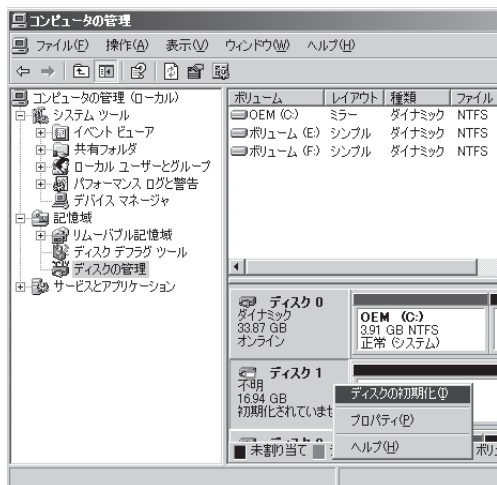 コンピュータの管理
ファイル(F) 操作(A) 表示(V) ウィンドウ(W) ヘルプ(H)
コンピュータの管理 (ローカル)
システム ツール
イベント ビューア
共有フォルダ
ローカル ユーザーとグループ
パフォーマンス ログと警告
デバイス マネージャ
記憶域
リムーバブル記憶域
ディスク デフラグ ツール
ディスクの管理
サービスとアプリケーション
ボリューム レイアウト 種類 ファイル
OEM (C:) ミラー ダイナミック NTFS
ボリューム (E:) シンプル ダイナミック NTFS
ボリューム (F:) シンプル ダイナミック NTFS
ディスク 0
ダイナミック
33.87 GB
オンライン
OEM (C:)
3.91 GB NTFS
正常 (システム)
ディスク 1
不明
16.94 GB
初期化されていませ
ディスクの初期化(I)
プロパティ(P)
ヘルプ(H)
未割り当て
ボリ